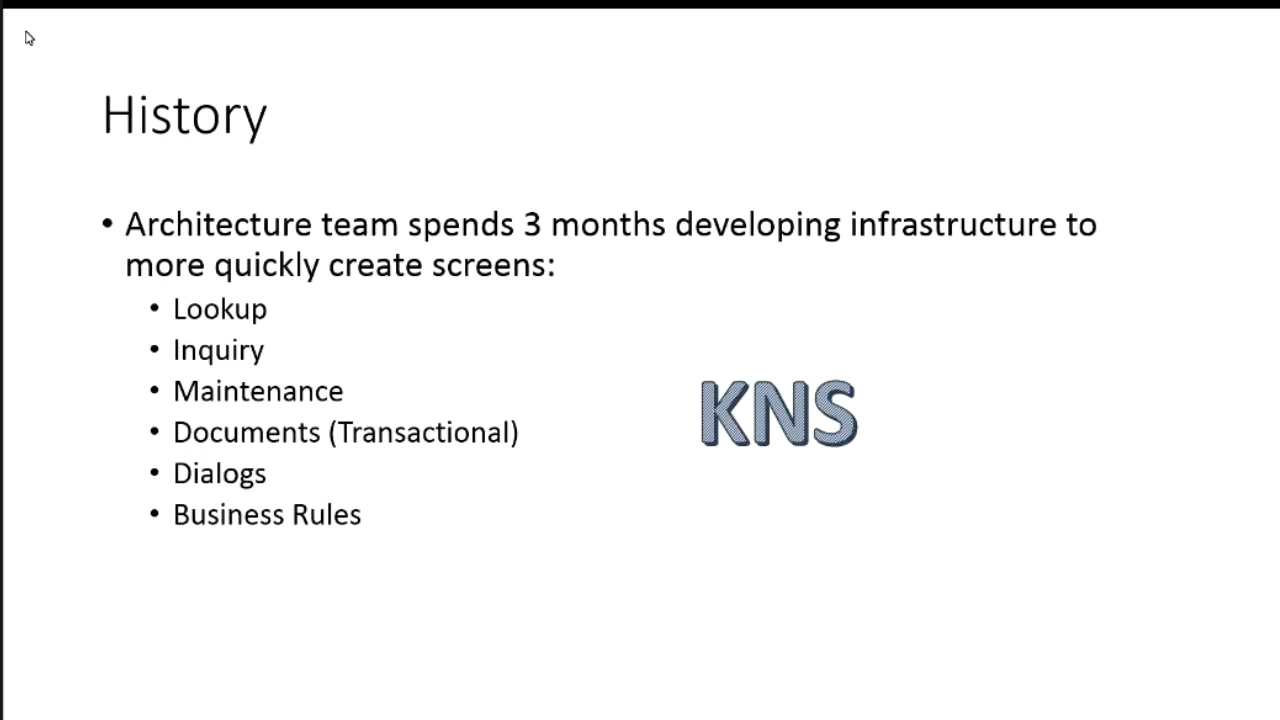 History
• Architecture team spends 3 months developing infrastructure to
more quickly create screens:
• Lookup
• Inquiry
• Maintenance
• Documents (Transactional)
• Dialogs
• Business Rules
KNS